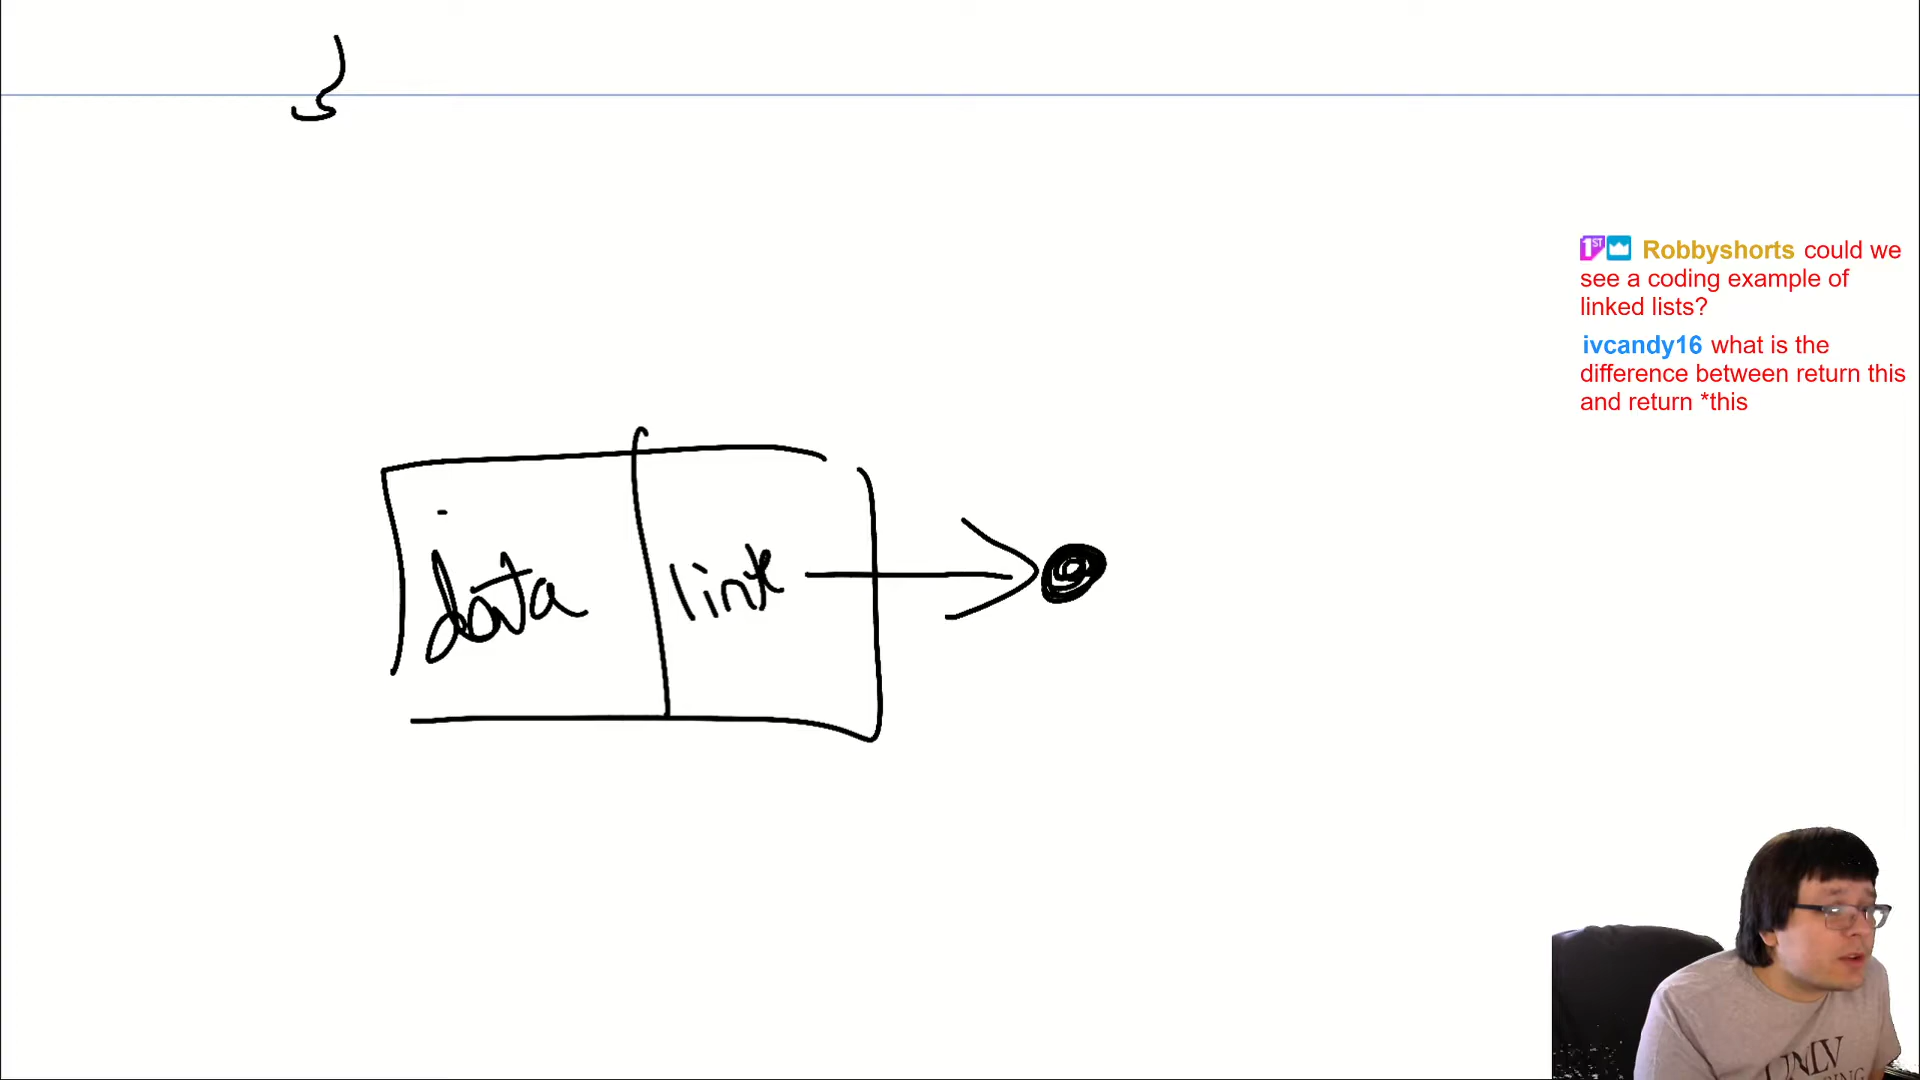 Robbyshorts could we
see a coding example of
linked lists?
ivcandy16 what is the
difference between return this
and return *this
data link
UNLV